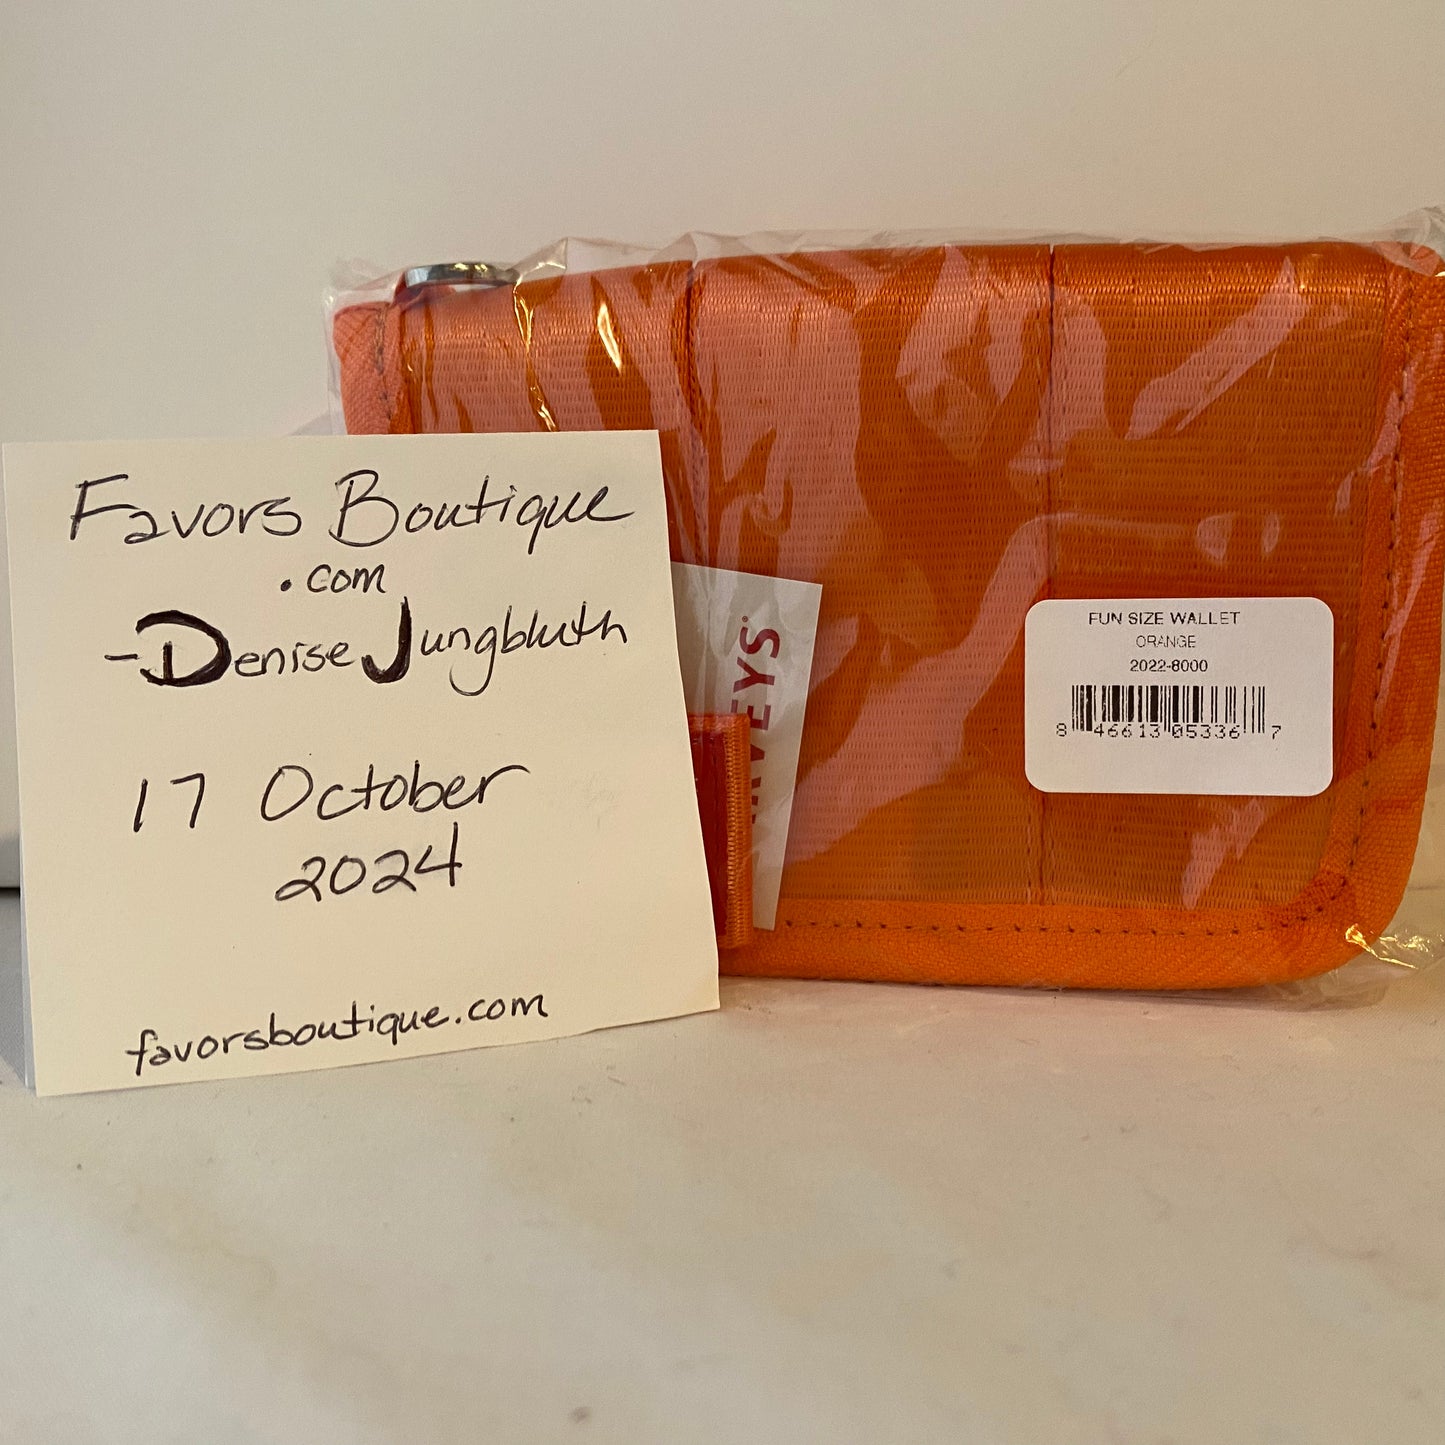 Favors Boutique
.com
-Denise Jungbluth
17 October
2024
favorsboutique.com
FUN SIZE WALLET
ORANGE
2022-8000
8 46613 05336 7